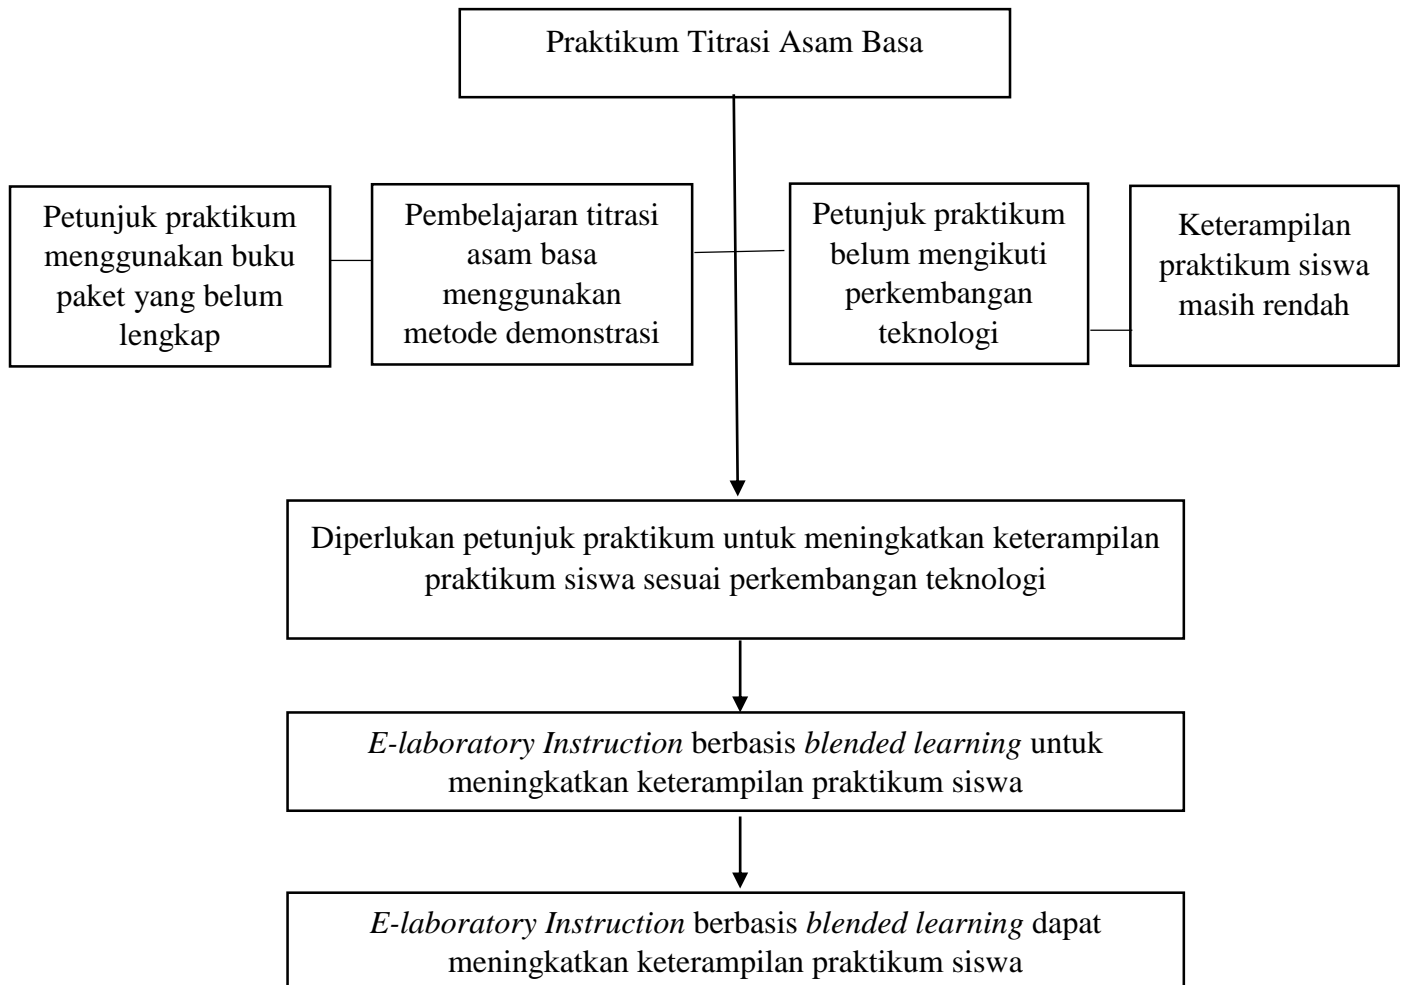 Praktikum Titrasi Asam Basa
Petunjuk praktikum
menggunakan buku
paket yang belum
lengkap
Pembelajaran titrasi
asam basa
menggunakan
metode demonstrasi
Petunjuk praktikum
belum mengikuti
perkembangan
teknologi
Keterampilan
praktikum siswa
masih rendah
Diperlukan petunjuk praktikum untuk meningkatkan keterampilan
praktikum siswa sesuai perkembangan teknologi
E-laboratory Instruction berbasis blended learning untuk
meningkatkan keterampilan praktikum siswa
E-laboratory Instruction berbasis blended learning dapat
meningkatkan keterampilan praktikum siswa